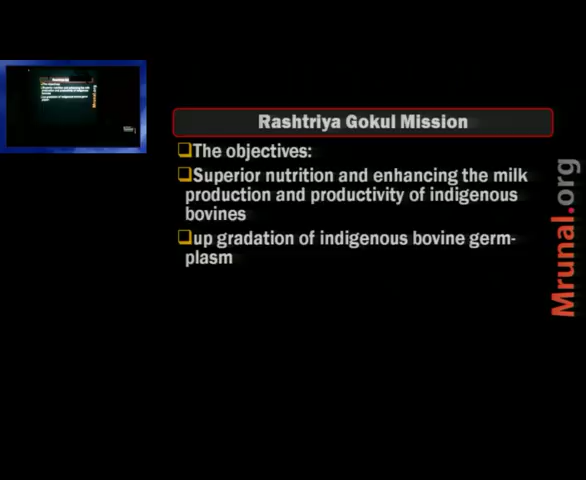 Rashtriya Gokul Mission
The objectives:
Superior nutrition and enhancing the milk
production and productivity of indigenous
bovines
up gradation of indigenous bovine germ-
plasm
Mrunal.org